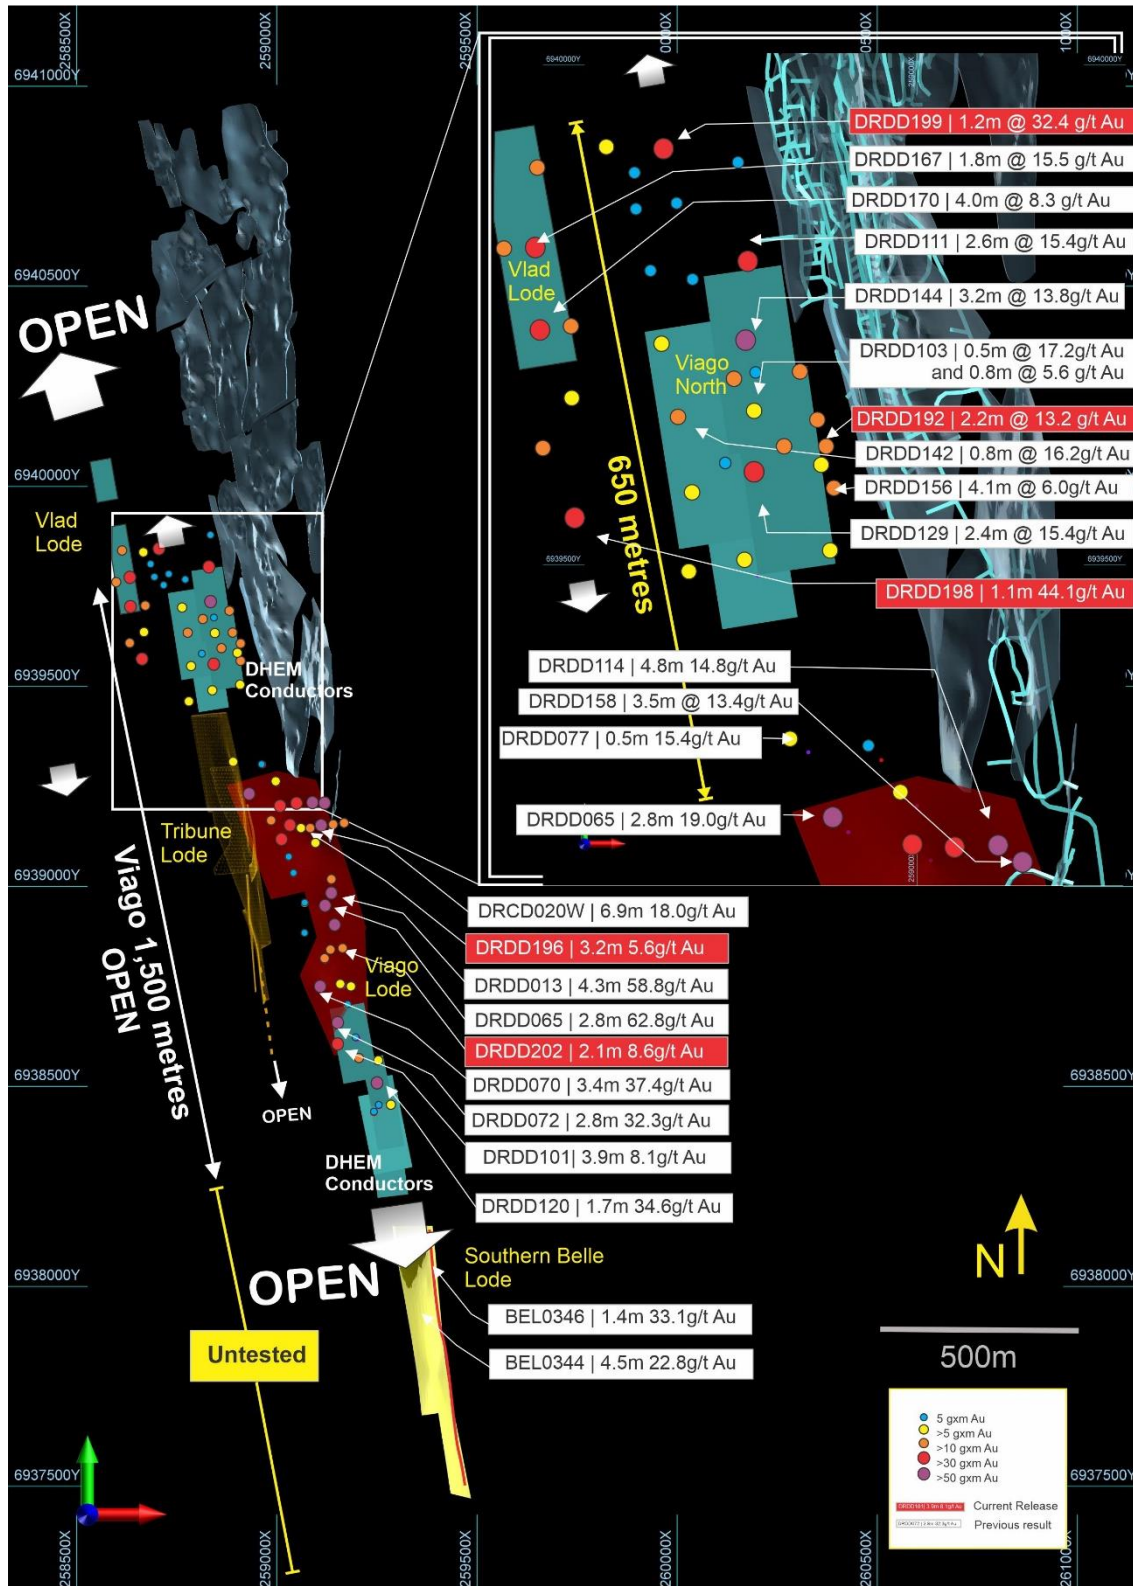 258500X
259000X
259500X
0000X
0500X
1000X
6941000Y
6940000Y
259000X
6940000Y
DRDD199 | 1.2m @ 32.4 g/t Au
DRDD167 | 1.8m @ 15.5 g/t Au
DRDD170 | 4.0m @ 8.3 g/t Au
DRDD111 | 2.6m @ 15.4g/t Au
Vlad
Lode
6940500Y
OPEN
DRDD144 | 3.2m @ 13.8g/t Au
Viago
North
DRDD103 | 0.5m @ 17.2g/t Au
and 0.8m @ 5.6 g/t Au
DRDD192 | 2.2m @ 13.2 g/t Au
DRDD142 | 0.8m @ 16.2g/t Au
DRDD156 | 4.1m @ 6.0g/t Au
DRDD129 | 2.4m @ 15.4g/t Au
650 metres
6939500Y
6939500Y
DRDD198 | 1.1m 44.1g/t Au
6940000Y
Vlad
Lode
DHEM
Conductors
6939500Y
DRDD114 | 4.8m 14.8g/t Au
DRDD158 | 3.5m @ 13.4g/t Au
DRDD077 | 0.5m 15.4g/t Au
DRDD065 | 2.8m 19.0g/t Au
259000X
Tribune
Lode
6939000Y
6939000Y
Viago 1,500 metres
OPEN
DRCD020W | 6.9m 18.0g/t Au
DRDD196 | 3.2m 5.6g/t Au
Viago
Lode
DRDD013 | 4.3m 58.8g/t Au
DRDD065 | 2.8m 62.8g/t Au
DRDD202 | 2.1m 8.6g/t Au
DRDD070 | 3.4m 37.4g/t Au
DRDD072 | 2.8m 32.3g/t Au
DRDD101| 3.9m 8.1g/t Au
DRDD120 | 1.7m 34.6g/t Au
6938500Y
6938500Y
OPEN
DHEM
Conductors
OPEN
Southern Belle
Lode
6938000Y
N
6938000Y
BEL0346 | 1.4m 33.1g/t Au
BEL0344 | 4.5m 22.8g/t Au
Untested
500m
5 gxm Au
>5 gxm Au
>10 gxm Au
>30 gxm Au
>50 gxm Au
Current Release
Previous result
6937500Y
6937500Y
258500X
259000X
259500X
260000X
260500X
261000X